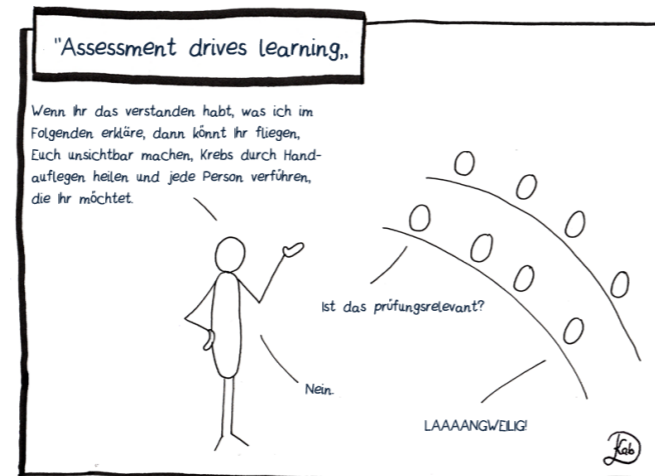 "Assessment drives learning„
Wenn Ihr das verstanden habt, was ich im
Folgenden erkläre, dann könnt Ihr fliegen,
Euch unsichtbar machen, Krebs durch Hand-
auflegen heilen und jede Person verführen,
die Ihr möchtet.
Ist das prüfungsrelevant?
Nein.
LAAAANGWEILIG!
Kab